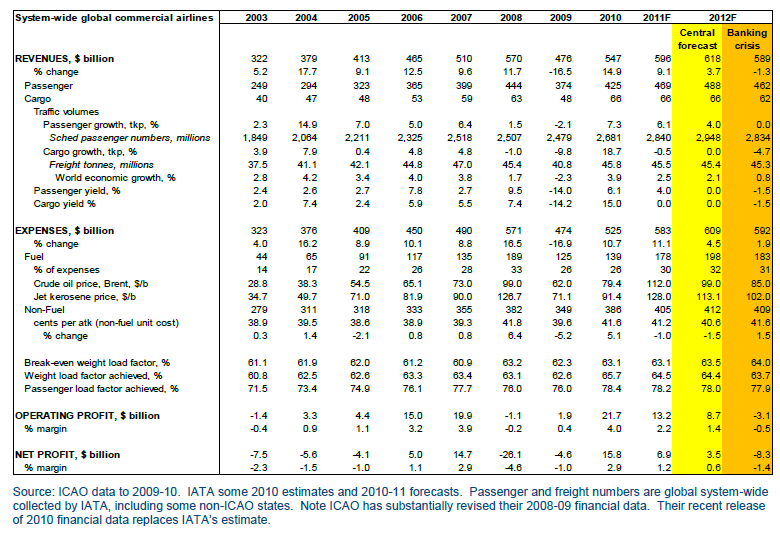 System-wide global commercial airlines 2003 2004 2005 2006 2007 2008 2009 2010 2011F 2012F
Central Banking
forecast crisis
REVENUES, $ billion 322 379 413 465 510 570 476 547 596 618 589
% change 5.2 17.7 9.1 12.5 9.6 11.7 -16.5 14.9 9.1 3.7 -1.3
Passenger 249 294 323 365 399 444 374 425 469 488 462
Cargo 40 47 48 53 59 63 48 66 66 66 62
Traffic volumes
Passenger growth, tkp, % 2.3 14.9 7.0 5.0 6.4 1.5 -2.1 7.3 6.1 4.0 0.0
Sched passenger numbers, millions 1,849 2,064 2,211 2,325 2,518 2,507 2,479 2,681 2,840 2,948 2,834
Cargo growth, tkp, % 3.9 7.9 0.4 4.8 4.8 -1.0 -9.8 18.7 -0.5 0.0 -4.7
Freight tonnes, millions 37.5 41.1 42.1 44.8 47.0 45.4 40.8 45.8 45.5 45.4 45.3
World economic growth, % 2.8 4.2 3.4 4.0 3.8 1.7 -2.3 3.9 2.5 2.1 0.8
Passenger yield, % 2.4 2.6 2.7 7.8 2.7 9.5 -14.0 6.1 4.0 0.0 -1.5
Cargo yield % 2.0 7.4 2.4 5.9 5.5 7.4 -14.2 15.0 0.0 0.0 -1.5
EXPENSES, $ billion 323 376 409 450 490 571 474 525 583 609 592
% change 4.0 16.2 8.9 10.1 8.8 16.5 -16.9 10.7 11.1 4.5 1.9
Fuel 44 65 91 117 135 189 125 139 178 198 183
% of expenses 14 17 22 26 28 33 26 26 30 32 31
Crude oil price, Brent, $/b 28.8 38.3 54.5 65.1 73.0 99.0 62.0 79.4 112.0 99.0 85.0
Jet kerosene price, $/b 34.7 49.7 71.0 81.9 90.0 126.7 71.1 91.4 128.0 113.1 102.0
Non-Fuel 279 311 318 333 355 382 349 386 405 412 409
cents per atk (non-fuel unit cost) 38.9 39.5 38.6 38.9 39.3 41.8 39.6 41.6 41.2 40.6 41.6
% change 0.3 1.4 -2.1 0.8 0.8 6.4 -5.2 5.1 -1.0 -1.5 1.5
Break-even weight load factor, % 61.1 61.9 62.0 61.2 60.9 63.2 62.3 63.1 63.1 63.5 64.0
Weight load factor achieved, % 60.8 62.5 62.6 63.3 63.4 63.1 62.6 65.7 64.5 64.4 63.7
Passenger load factor achieved, % 71.5 73.4 74.9 76.1 77.7 76.0 76.0 78.4 78.2 78.0 77.9
OPERATING PROFIT, $ billion -1.4 3.3 4.4 15.0 19.9 -1.1 1.9 21.7 13.2 8.7 -3.1
% margin -0.4 0.9 1.1 3.2 3.9 -0.2 0.4 4.0 2.2 1.4 -0.5
NET PROFIT, $ billion -7.5 -5.6 -4.1 5.0 14.7 -26.1 -4.6 15.8 6.9 3.5 -8.3
% margin -2.3 -1.5 -1.0 1.1 2.9 -4.6 -1.0 2.9 1.2 0.6 -1.4
Source: ICAO data to 2009-10. IATA some 2010 estimates and 2010-11 forecasts. Passenger and freight numbers are global system-wide
collected by IATA, including some non-ICAO states. Note ICAO has substantially revised their 2008-09 financial data. Their recent release
of 2010 financial data replaces IATA's estimate.